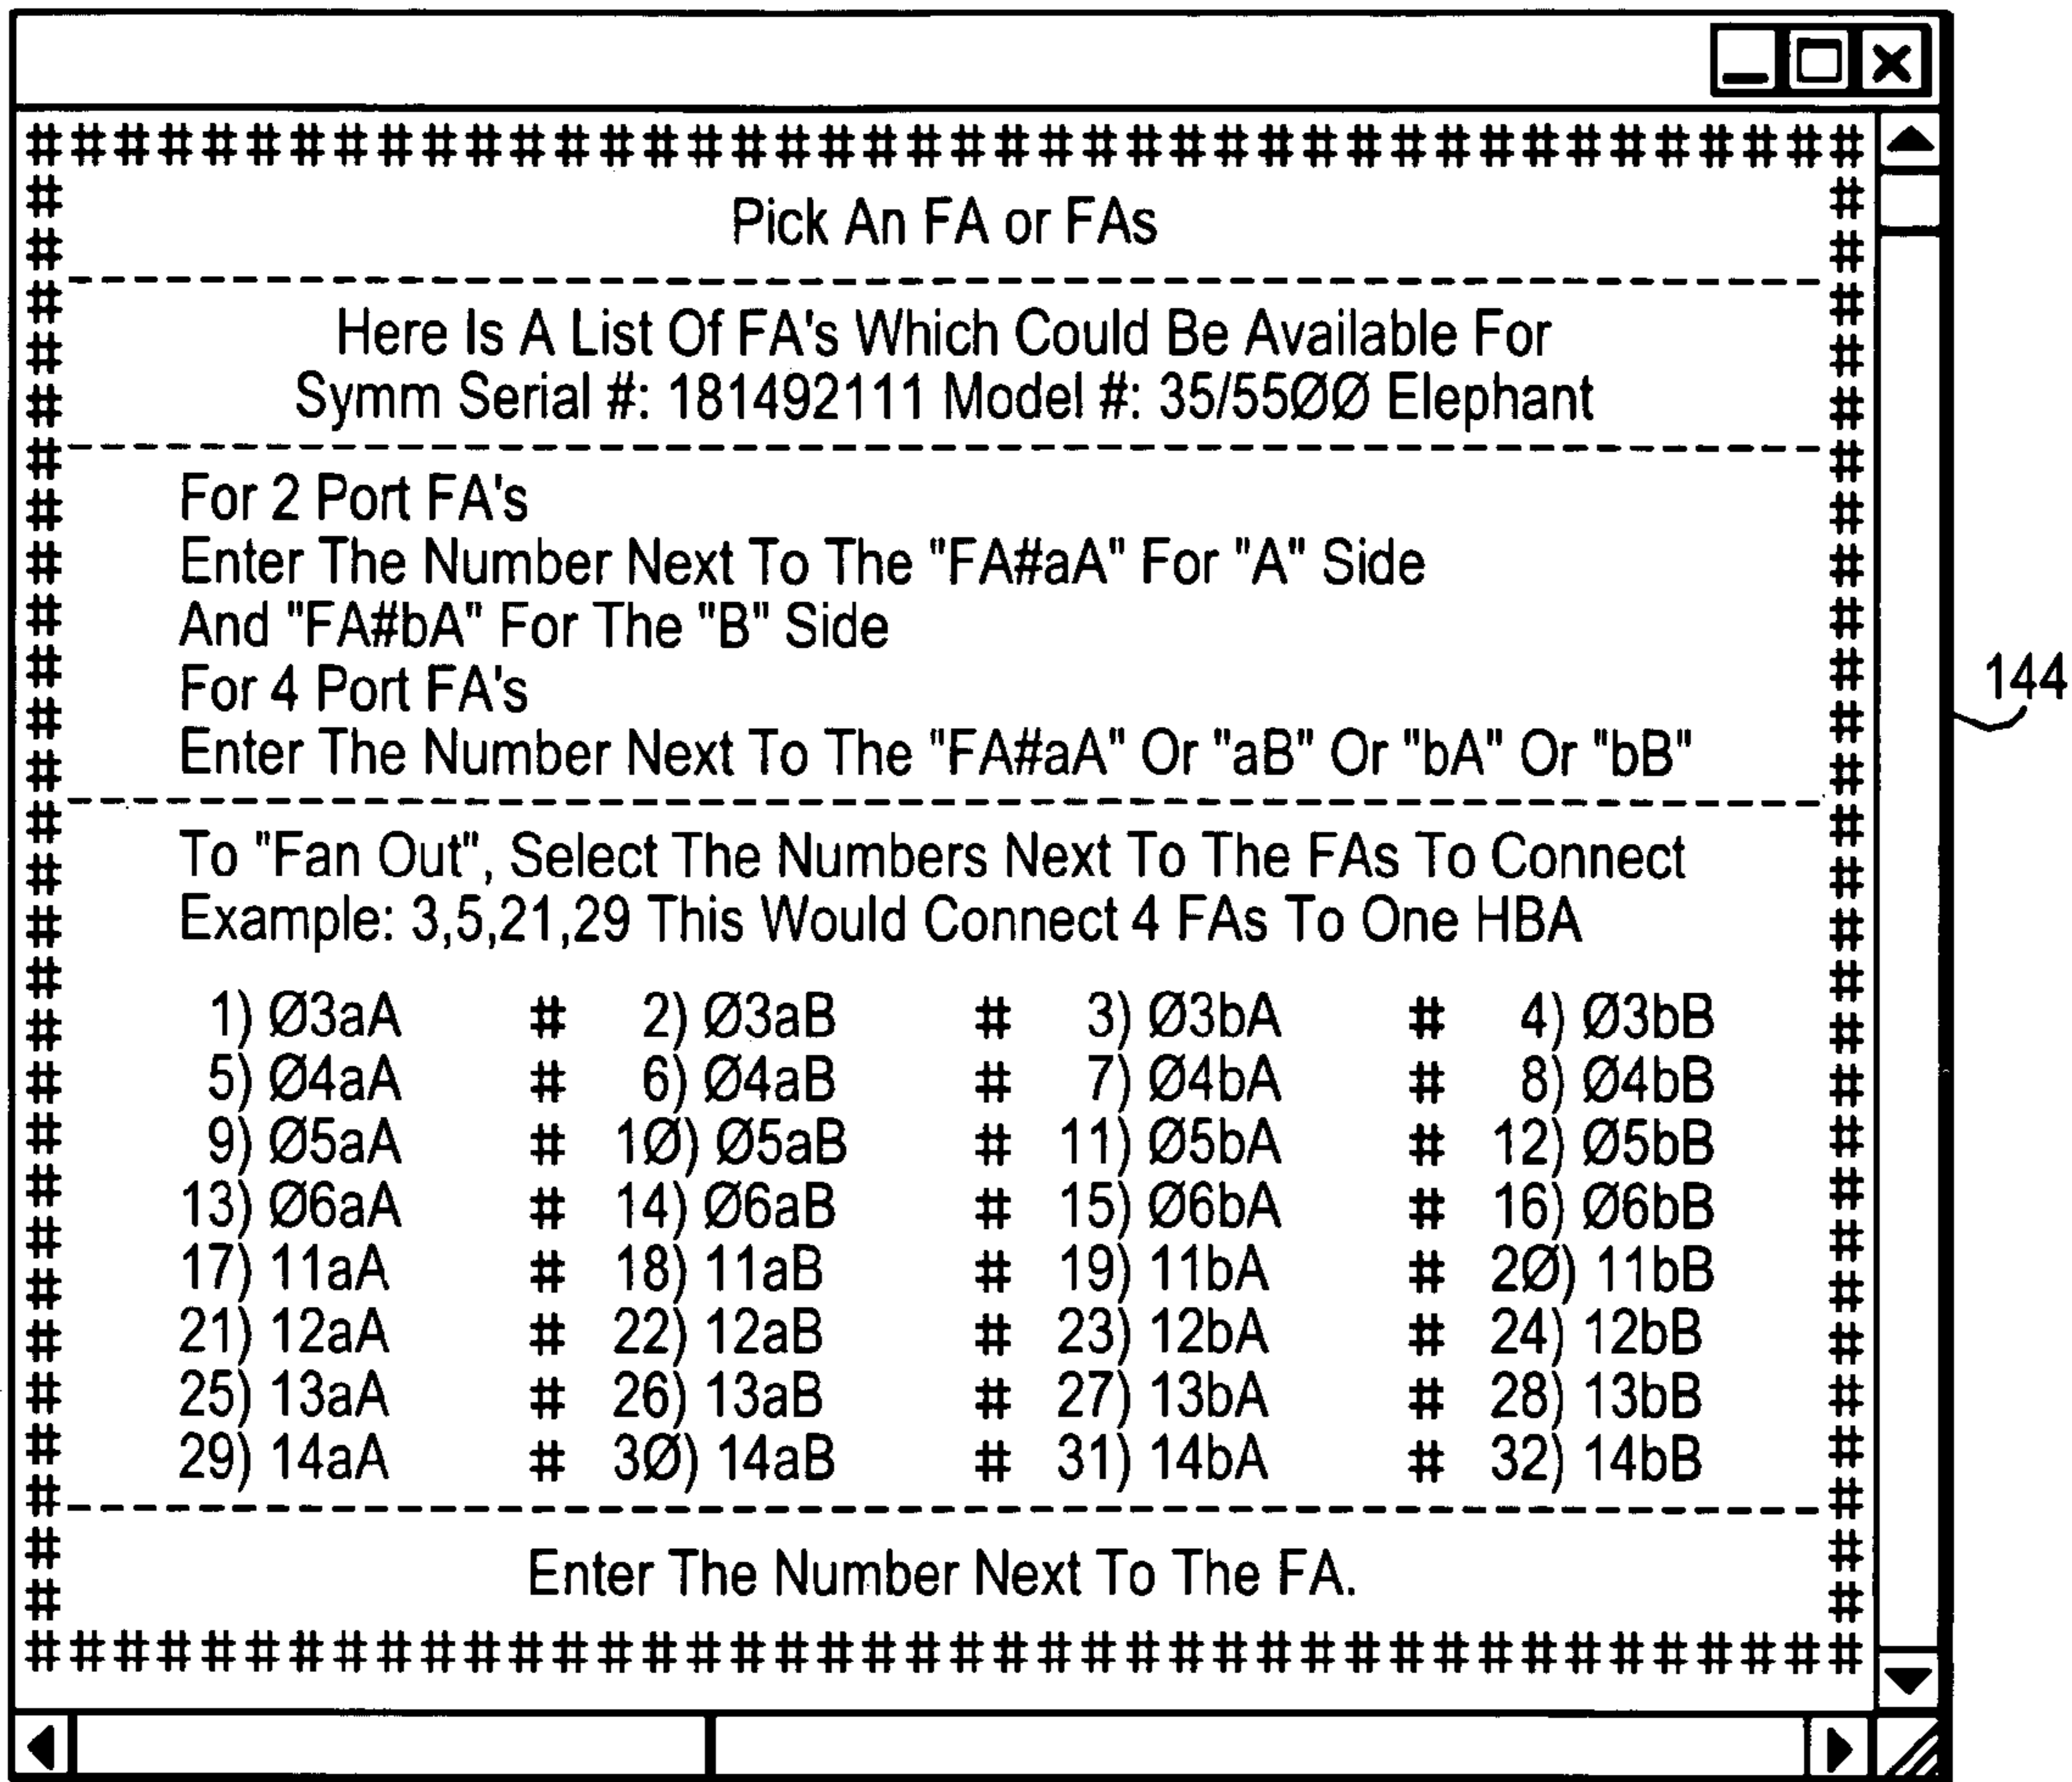 ############################################
Pick An FA or FAs
Here Is A List Of FA's Which Could Be Available For
Symm Serial #: 181492111 Model #: 35/55ØØ Elephant
For 2 Port FA's
Enter The Number Next To The "FA#aA" For "A" Side
And "FA#bA" For The "B" Side
For 4 Port FA's
Enter The Number Next To The "FA#aA" Or "aB" Or "bA" Or "bB"
To "Fan Out", Select The Numbers Next To The FAs To Connect
Example: 3,5,21,29 This Would Connect 4 FAs To One HBA
1) Ø3aA # 2) Ø3aB # 3) Ø3bA # 4) Ø3bB
5) Ø4aA # 6) Ø4aB # 7) Ø4bA # 8) Ø4bB
9) Ø5aA # 1Ø) Ø5aB # 11) Ø5bA # 12) Ø5bB
13) Ø6aA # 14) Ø6aB # 15) Ø6bA # 16) Ø6bB
17) 11aA # 18) 11aB # 19) 11bA # 2Ø) 11bB
21) 12aA # 22) 12aB # 23) 12bA # 24) 12bB
25) 13aA # 26) 13aB # 27) 13bA # 28) 13bB
29) 14aA # 3Ø) 14aB # 31) 14bA # 32) 14bB
Enter The Number Next To The FA.
############################################
144